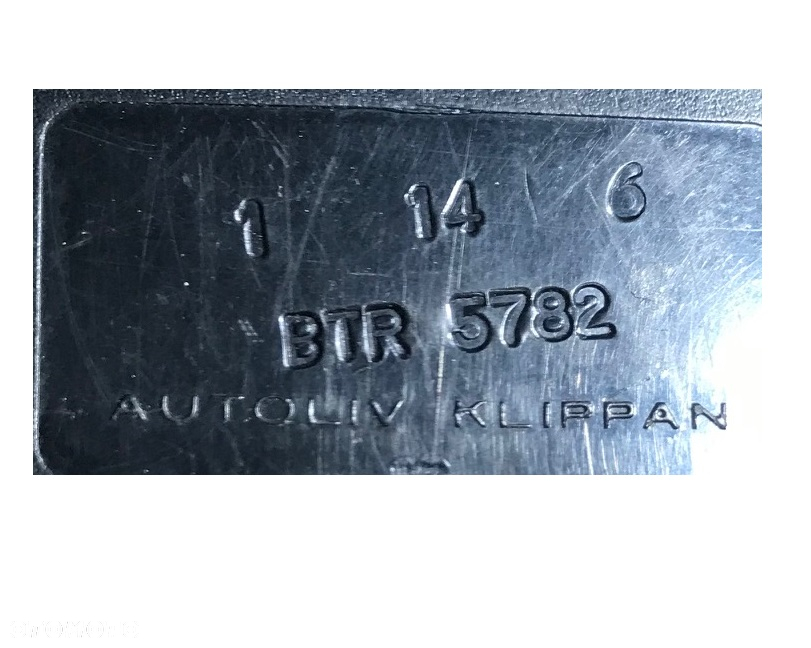 1 14 6
BTR 5782
AUTOLIV KLIPPAN